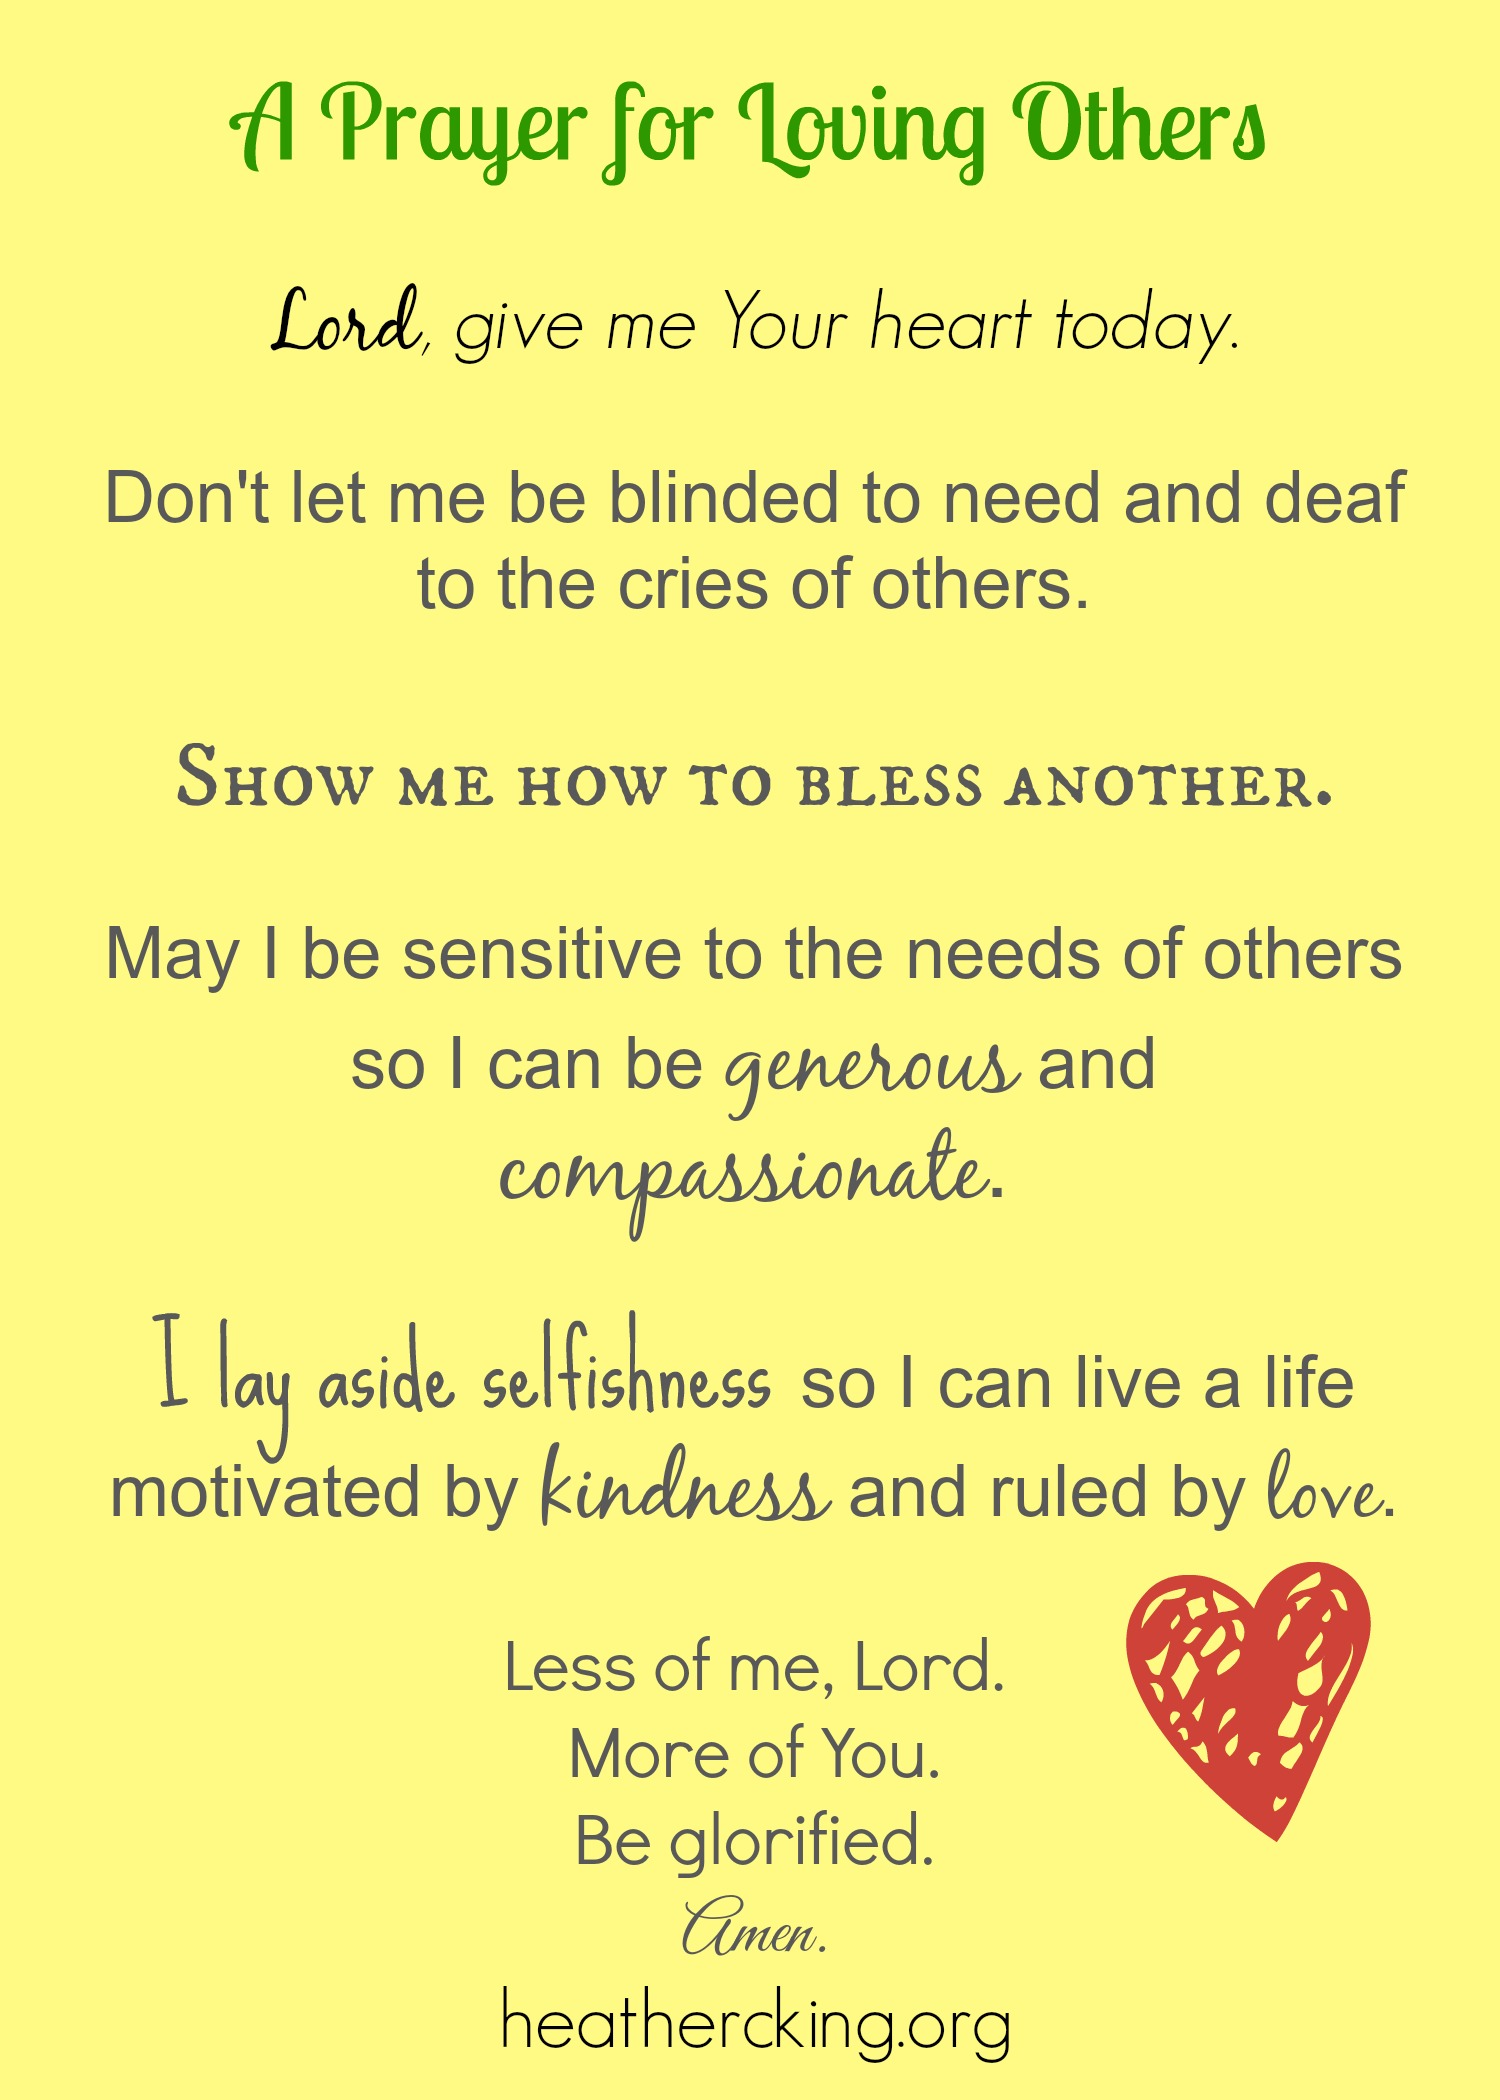 A Prayer for Loving Others
Lord, give me Your heart today.
Don't let me be blinded to need and deaf
to the cries of others.
Show me how to bless another.
May I be sensitive to the needs of others
so I can be generous and
compassionate.
I lay aside selfishness so I can live a life
motivated by kindness and ruled by love.
Less of me, Lord.
More of You.
Be glorified.
Amen.
heathercking.org